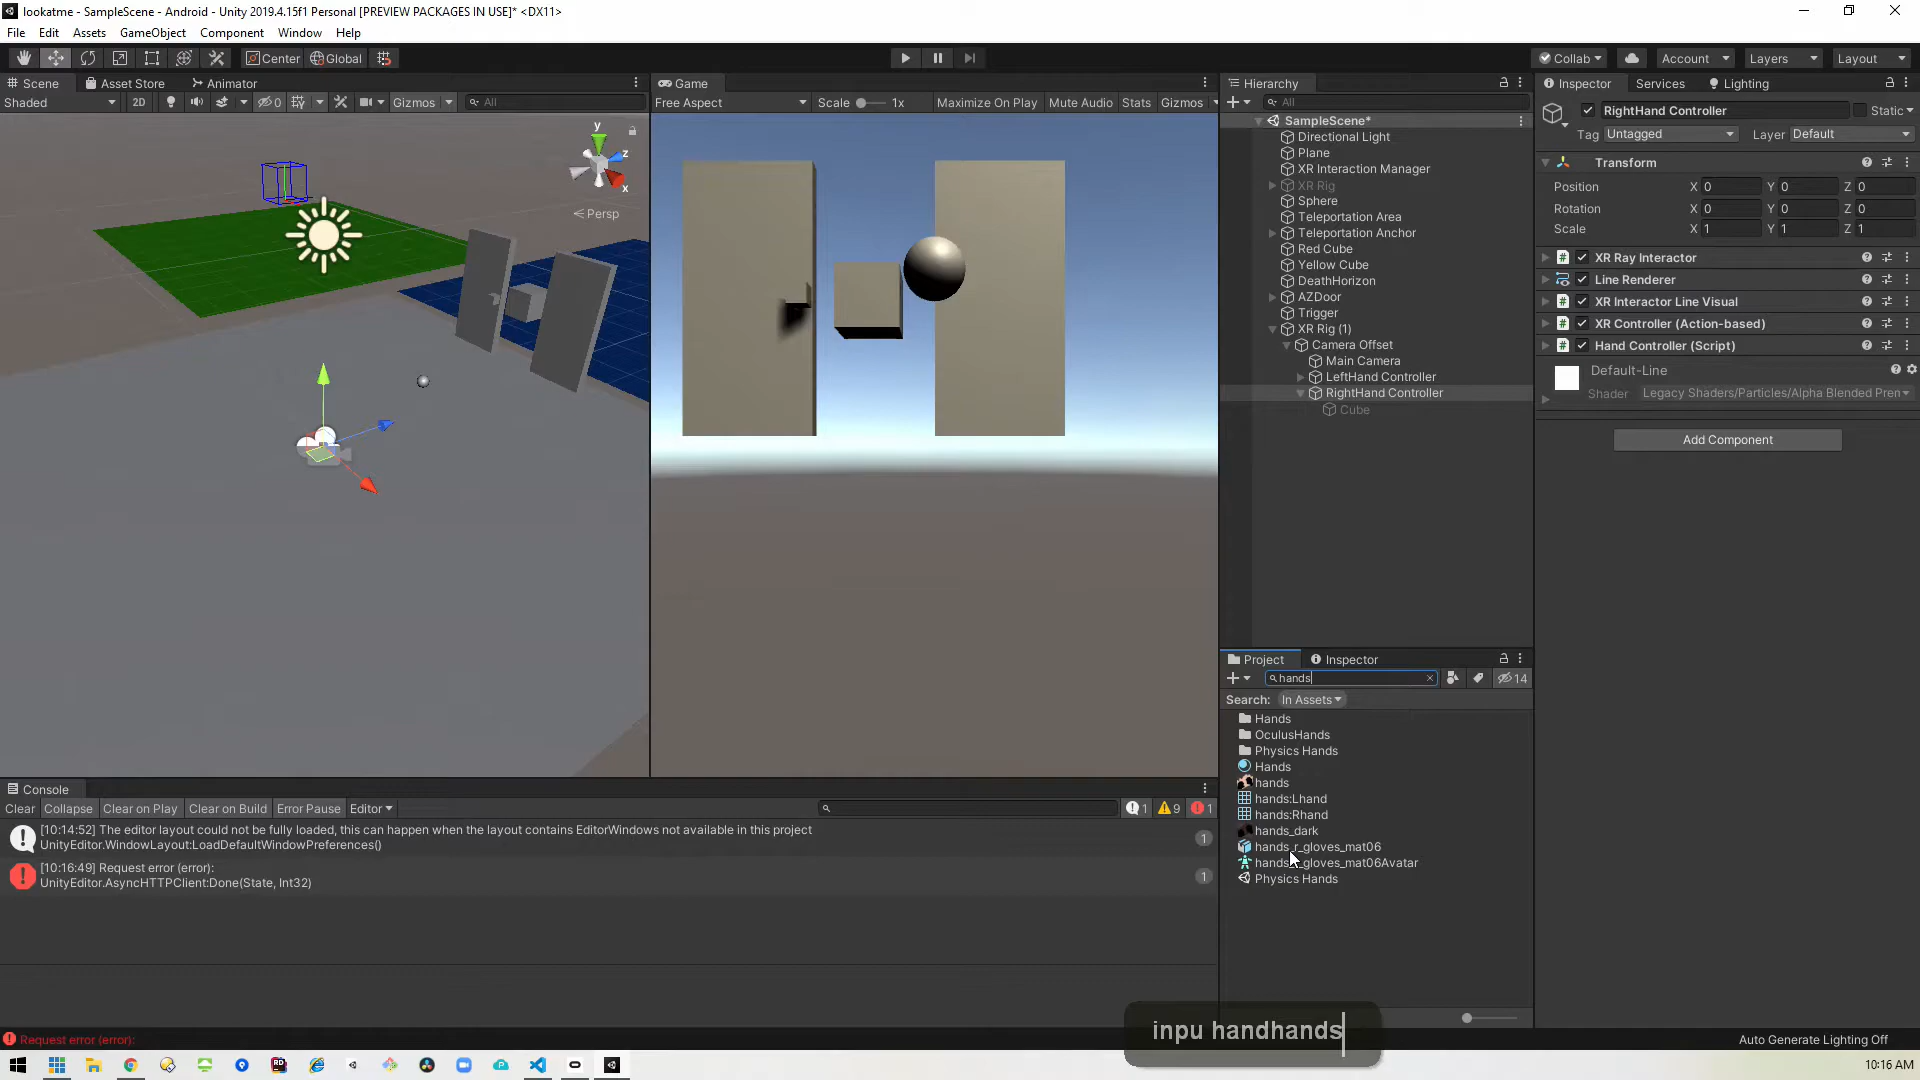 lookatme - SampleScene - Android - Unity 2019.4.15f1 Personal [PREVIEW PACKAGES IN USE]* <DX11>
File Edit Assets GameObject Component Window Help
Center Global Collab Account Layers Layout
Scene Asset Store Animator
Shaded 2D 0 Gizmos All
y
z
x
Persp
Game
Free Aspect Scale 1x Maximize On Play Mute Audio Stats Gizmos
Hierarchy
All
SampleScene*
Directional Light
Plane
XR Interaction Manager
XR Rig
Sphere
Teleportation Area
Teleportation Anchor
Red Cube
Yellow Cube
DeathHorizon
AZDoor
Trigger
XR Rig (1)
Camera Offset
Main Camera
LeftHand Controller
RightHand Controller
Cube
Inspector Services Lighting
RightHand Controller Static
Tag Untagged Layer Default
Transform
Position X 0 Y 0 Z 0
Rotation X 0 Y 0 Z 0
Scale X 1 Y 1 Z 1
XR Ray Interactor
Line Renderer
XR Interactor Line Visual
XR Controller (Action-based)
Hand Controller (Script)
Default-Line
Shader Legacy Shaders/Particles/Alpha Blended Pren
Add Component
Project Inspector
hands 14
Search: In Assets
Hands
OculusHands
Physics Hands
Hands
hands
hands:Lhand
hands:Rhand
hands_dark
hands_r_gloves_mat06
hands_r_gloves_mat06Avatar
Physics Hands
Console
Clear Collapse Clear on Play Clear on Build Error Pause Editor 1 9 1
[10:14:52] The editor layout could not be fully loaded, this can happen when the layout contains EditorWindows not available in this project
UnityEditor.WindowLayout:LoadDefaultWindowPreferences()
1
[10:16:49] Request error (error):
UnityEditor.AsyncHTTPClient:Done(State, Int32)
1
inpu handhands
Request error (error):
Auto Generate Lighting Off
10:16 AM